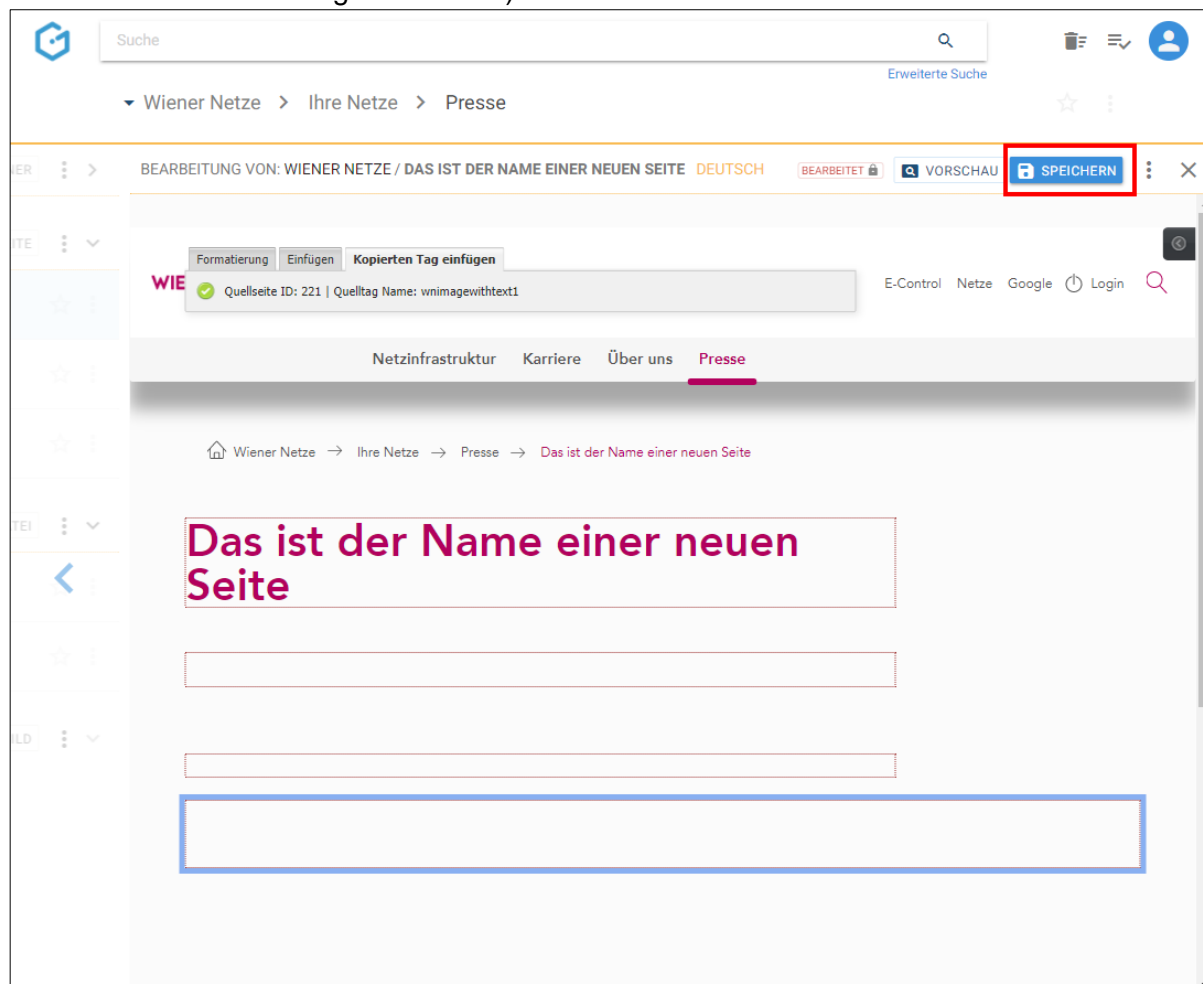 Suche
Erweiterte Suche
Wiener Netze > Ihre Netze > Presse
BEARBEITUNG VON: WIENER NETZE / DAS IST DER NAME EINER NEUEN SEITE DEUTSCH BEARBEITET VORSCHAU SPEICHERN
Formatierung Einfügen Kopierten Tag einfügen
WIE
Quellseite ID: 221 | Quelltag Name: wnimagewithtext1
E-Control Netze Google Login
Netzinfrastruktur Karriere Über uns Presse
Wiener Netze → Ihre Netze → Presse → Das ist der Name einer neuen Seite
Das ist der Name einer neuen
Seite